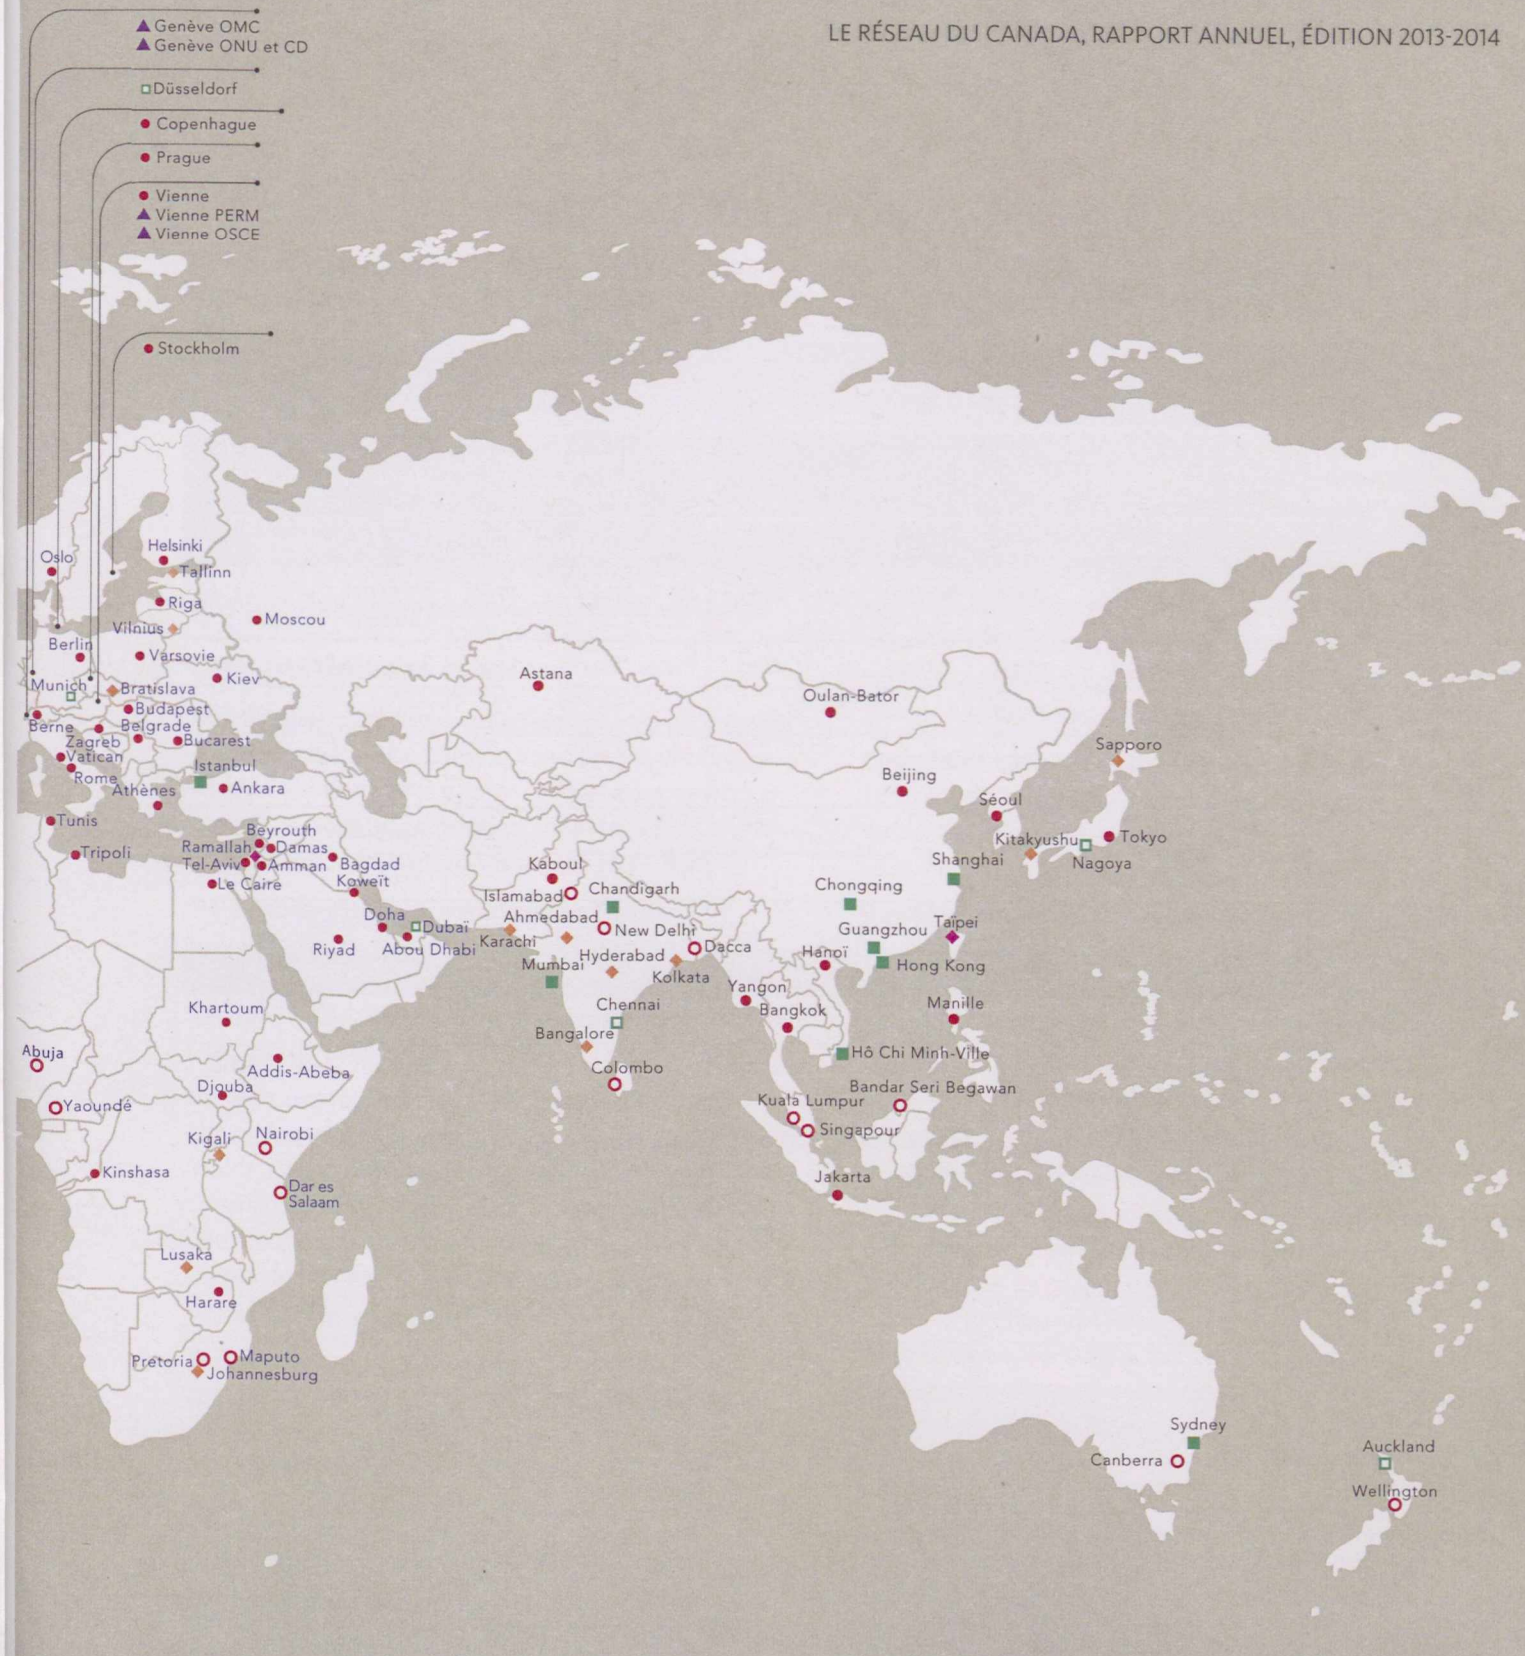 LE RÉSEAU DU CANADA, RAPPORT ANNUEL, ÉDITION 2013-2014
Genève OMC
Genève ONU et CD
Düsseldorf
Copenhague
Prague
Vienne
Vienne PERM
Vienne OSCE
Stockholm
Oslo
Helsinki
Tallinn
Riga
Moscou
Vilnius
Berlin
Varsovie
Kiev
Munich
Bratislava
Budapest
Berne
Belgrade
Zagreb
Bucarest
Vatican
Istanbul
Rome
Athènes
Ankara
Tunis
Tripoli
Beyrouth
Ramallah
Damas
Tel-Aviv
Amman
Bagdad
Le Caire
Koweït
Doha
Dubaï
Riyad
Abou Dhabi
Astana
Oulan-Bator
Sapporo
Beijing
Séoul
Kitakyushu
Tokyo
Nagoya
Shanghai
Kaboul
Islamabad
Chandigarh
Chongqing
Ahmedabad
New Delhi
Karachi
Guangzhou
Taïpei
Dacca
Hanoï
Hyderabad
Mumbai
Kolkata
Hong Kong
Yangon
Chennai
Bangkok
Manille
Bangalore
Hô Chi Minh-Ville
Colombo
Bandar Seri Begawan
Kuala Lumpur
Singapour
Jakarta
Khartoum
Abuja
Addis-Abeba
Djouba
Yaoundé
Kigali
Nairobi
Kinshasa
Dar es
Salaam
Lusaka
Harare
Pretoria
Maputo
Johannesburg
Sydney
Canberra
Auckland
Wellington